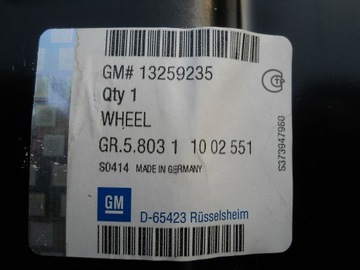 GM# 13259235
Qty 1
WHEEL
GR.5.803 1 10 02 551
S0414 MADE IN GERMANY
GM
D-65423 Rüsselsheim
S373947960